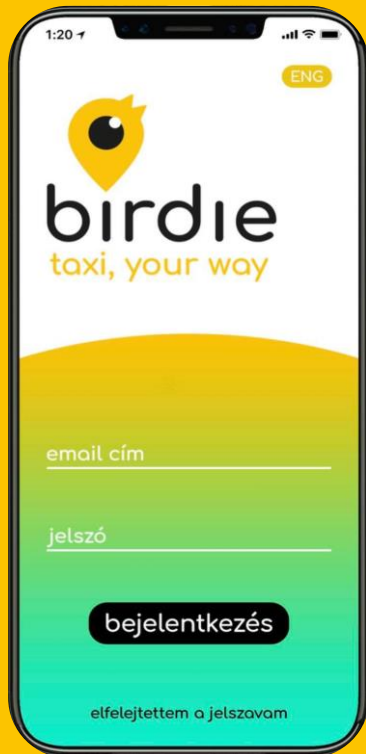 1:20
ENG
birdie
taxi, your way
email cím
jelszó
bejelentkezés
elfelejtettem a jelszavam